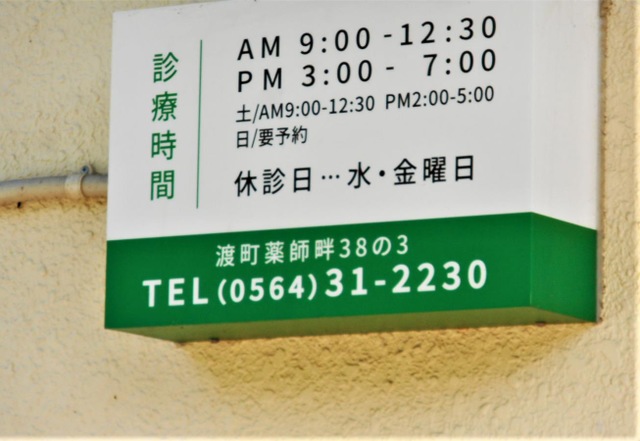 診療時間
AM 9:00-12:30
PM 3:00- 7:00
土/AM9:00-12:30 PM2:00-5:00
日/要予約
休診日…水・金曜日
渡町薬師畔38の3
TEL(0564)31-2230